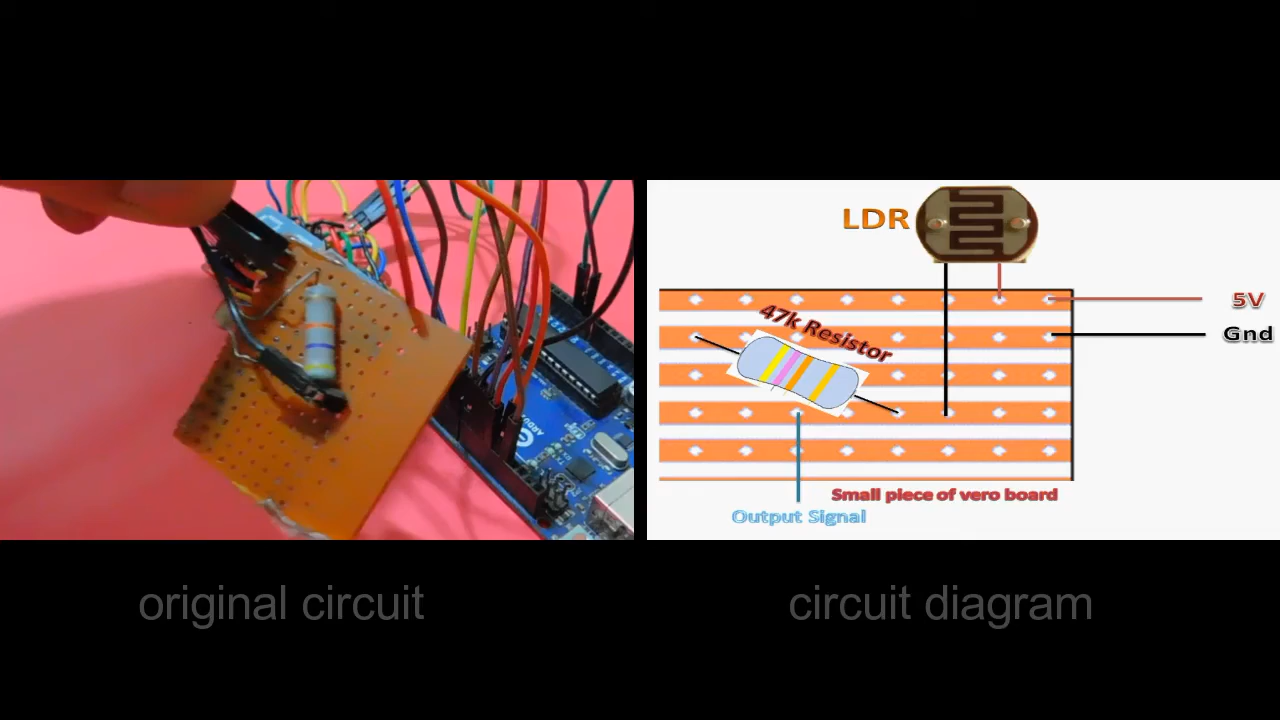 LDR
47k Resistor
5V
Gnd
Small piece of vero board
Output Signal
original circuit
circuit diagram